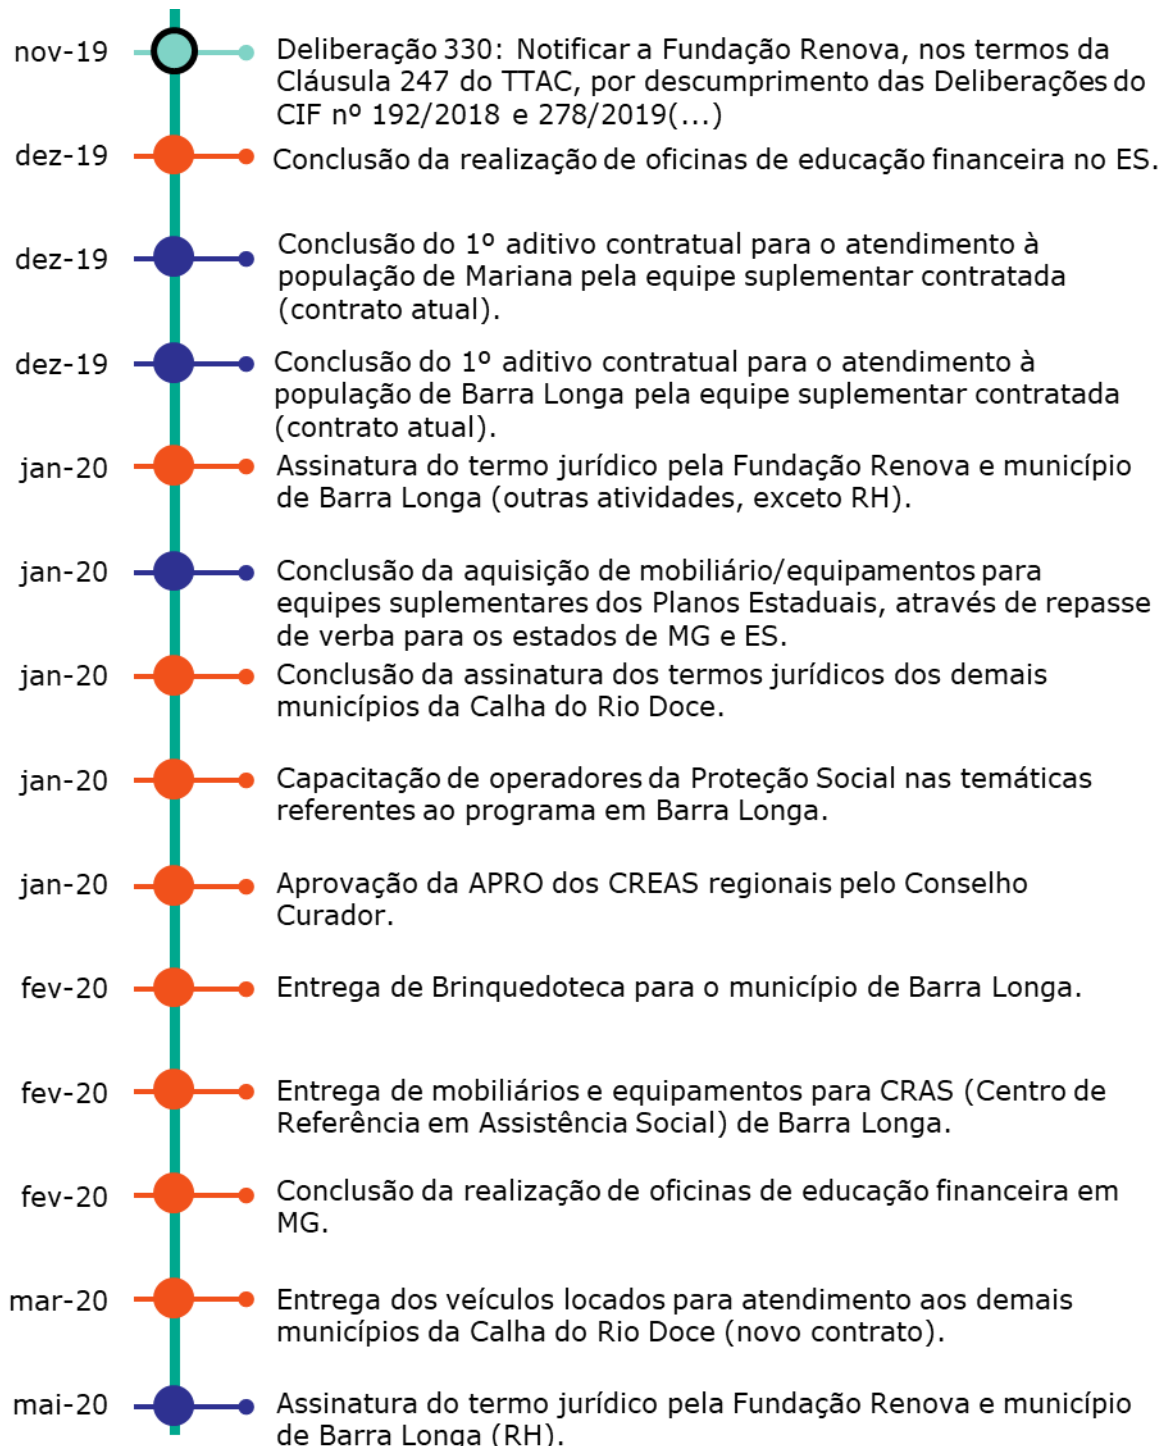 nov-19
Deliberação 330: Notificar a Fundação Renova, nos termos da
Cláusula 247 do TTAC, por descumprimento das Deliberações do
CIF nº 192/2018 e 278/2019(...)
dez-19
Conclusão da realização de oficinas de educação financeira no ES.
dez-19
Conclusão do 1º aditivo contratual para o atendimento à
população de Mariana pela equipe suplementar contratada
(contrato atual).
dez-19
Conclusão do 1º aditivo contratual para o atendimento à
população de Barra Longa pela equipe suplementar contratada
(contrato atual).
jan-20
Assinatura do termo jurídico pela Fundação Renova e município
de Barra Longa (outras atividades, exceto RH).
jan-20
Conclusão da aquisição de mobiliário/equipamentos para
equipes suplementares dos Planos Estaduais, através de repasse
de verba para os estados de MG e ES.
jan-20
Conclusão da assinatura dos termos jurídicos dos demais
municípios da Calha do Rio Doce.
jan-20
Capacitação de operadores da Proteção Social nas temáticas
referentes ao programa em Barra Longa.
jan-20
Aprovação da APRO dos CREAS regionais pelo Conselho
Curador.
fev-20
Entrega de Brinquedoteca para o município de Barra Longa.
fev-20
Entrega de mobiliários e equipamentos para CRAS (Centro de
Referência em Assistência Social) de Barra Longa.
fev-20
Conclusão da realização de oficinas de educação financeira em
MG.
mar-20
Entrega dos veículos locados para atendimento aos demais
municípios da Calha do Rio Doce (novo contrato).
mai-20
Assinatura do termo jurídico pela Fundação Renova e município
de Barra Longa (RH).